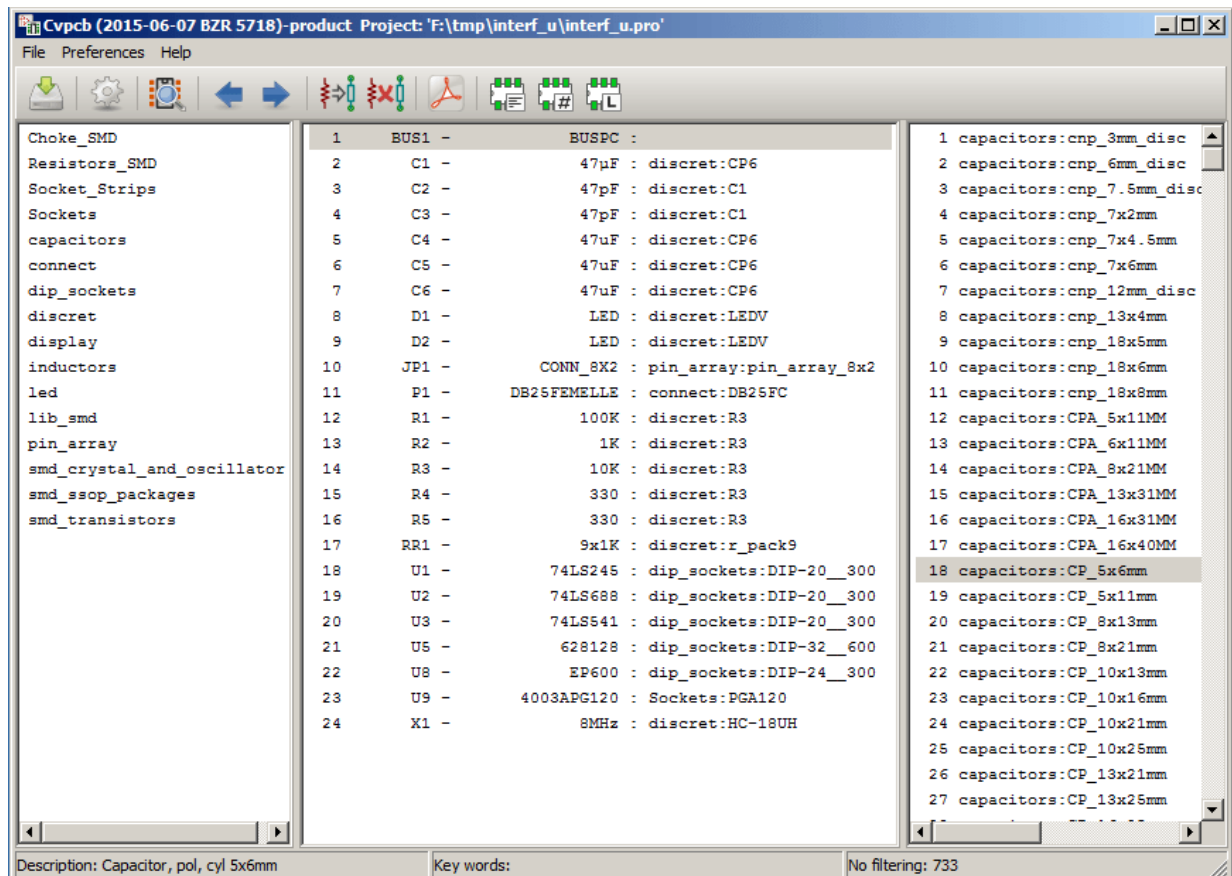 Cvpcb (2015-06-07 BZR 5718)-product Project: 'F:\tmp\interf_u\interf_u.pro'
File Preferences Help
# L
Choke_SMD
Resistors_SMD
Socket_Strips
Sockets
capacitors
connect
dip_sockets
discret
display
inductors
led
lib_smd
pin_array
smd_crystal_and_oscillator
smd_ssop_packages
smd_transistors
1 BUS1 - BUSPC :
2 C1 - 47µF : discret:CP6
3 C2 - 47pF : discret:C1
4 C3 - 47pF : discret:C1
5 C4 - 47uF : discret:CP6
6 C5 - 47uF : discret:CP6
7 C6 - 47uF : discret:CP6
8 D1 - LED : discret:LEDV
9 D2 - LED : discret:LEDV
10 JP1 - CONN_8X2 : pin_array:pin_array_8x2
11 P1 - DB25FEMELLE : connect:DB25FC
12 R1 - 100K : discret:R3
13 R2 - 1K : discret:R3
14 R3 - 10K : discret:R3
15 R4 - 330 : discret:R3
16 R5 - 330 : discret:R3
17 RR1 - 9x1K : discret:r_pack9
18 U1 - 74LS245 : dip_sockets:DIP-20__300
19 U2 - 74LS688 : dip_sockets:DIP-20__300
20 U3 - 74LS541 : dip_sockets:DIP-20__300
21 U5 - 628128 : dip_sockets:DIP-32__600
22 U8 - EP600 : dip_sockets:DIP-24__300
23 U9 - 4003APG120 : Sockets:PGA120
24 X1 - 8MHz : discret:HC-18UH
1 capacitors:cnp_3mm_disc
2 capacitors:cnp_6mm_disc
3 capacitors:cnp_7.5mm_disc
4 capacitors:cnp_7x2mm
5 capacitors:cnp_7x4.5mm
6 capacitors:cnp_7x6mm
7 capacitors:cnp_12mm_disc
8 capacitors:cnp_13x4mm
9 capacitors:cnp_18x5mm
10 capacitors:cnp_18x6mm
11 capacitors:cnp_18x8mm
12 capacitors:CPA_5x11MM
13 capacitors:CPA_6x11MM
14 capacitors:CPA_8x21MM
15 capacitors:CPA_13x31MM
16 capacitors:CPA_16x31MM
17 capacitors:CPA_16x40MM
18 capacitors:CP_5x6mm
19 capacitors:CP_5x11mm
20 capacitors:CP_8x13mm
21 capacitors:CP_8x21mm
22 capacitors:CP_10x13mm
23 capacitors:CP_10x16mm
24 capacitors:CP_10x21mm
25 capacitors:CP_10x25mm
26 capacitors:CP_13x21mm
27 capacitors:CP_13x25mm
Description: Capacitor, pol, cyl 5x6mm
Key words:
No filtering: 733